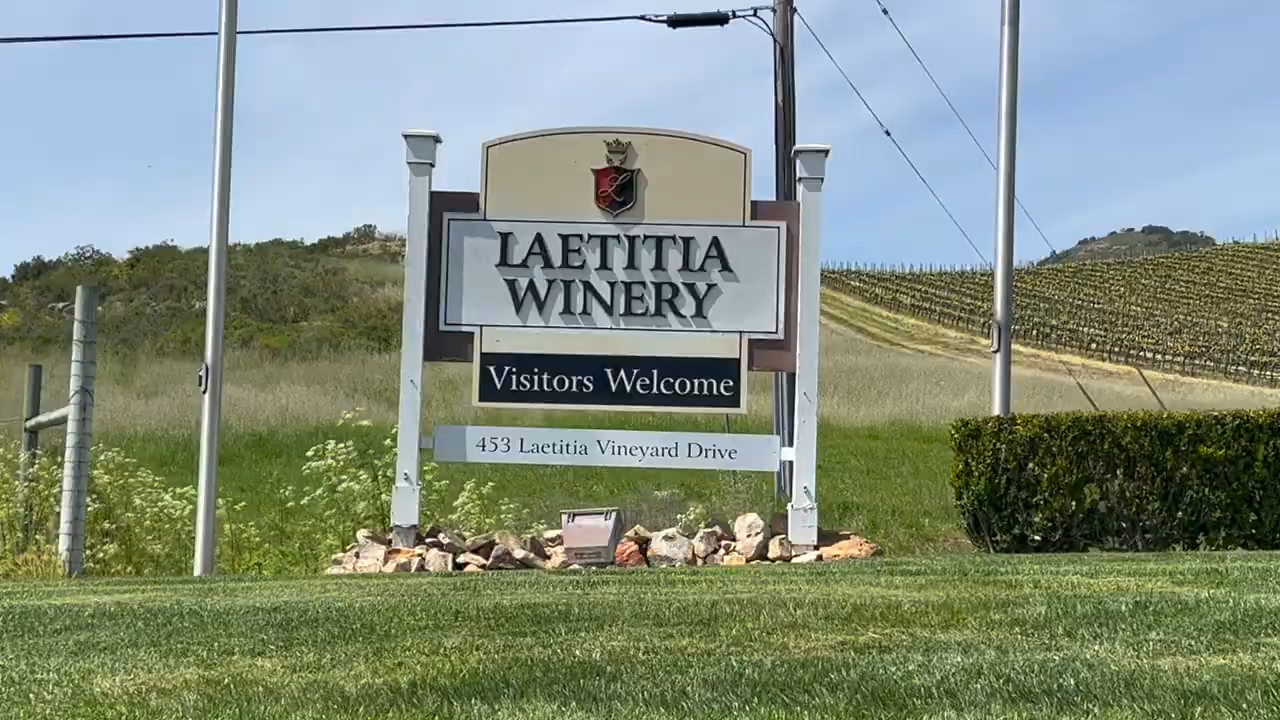 L
LAETITIA
WINERY
Visitors Welcome
453 Laetitia Vineyard Drive